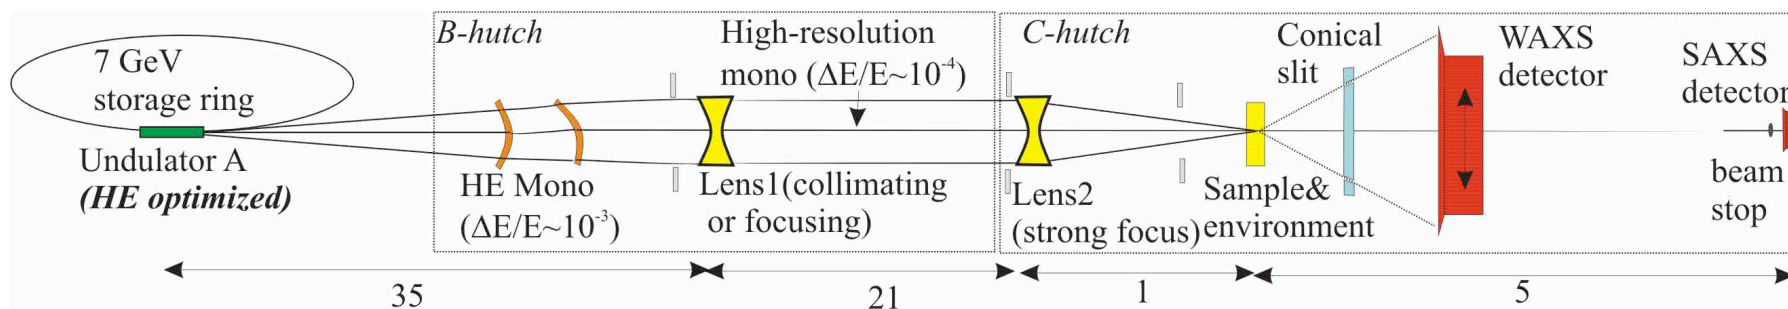 7 GeV
storage ring
Undulator A
(HE optimized)
B-hutch
HE Mono
(ΔE/E~10⁻³)
High-resolution
mono (ΔE/E~10⁻⁴)
Lens1(collimating
or focusing)
C-hutch
Lens2
(strong focus)
Sample&
environment
Conical
slit
WAXS
detector
SAXS
detector
beam
stop
35
21
1
5